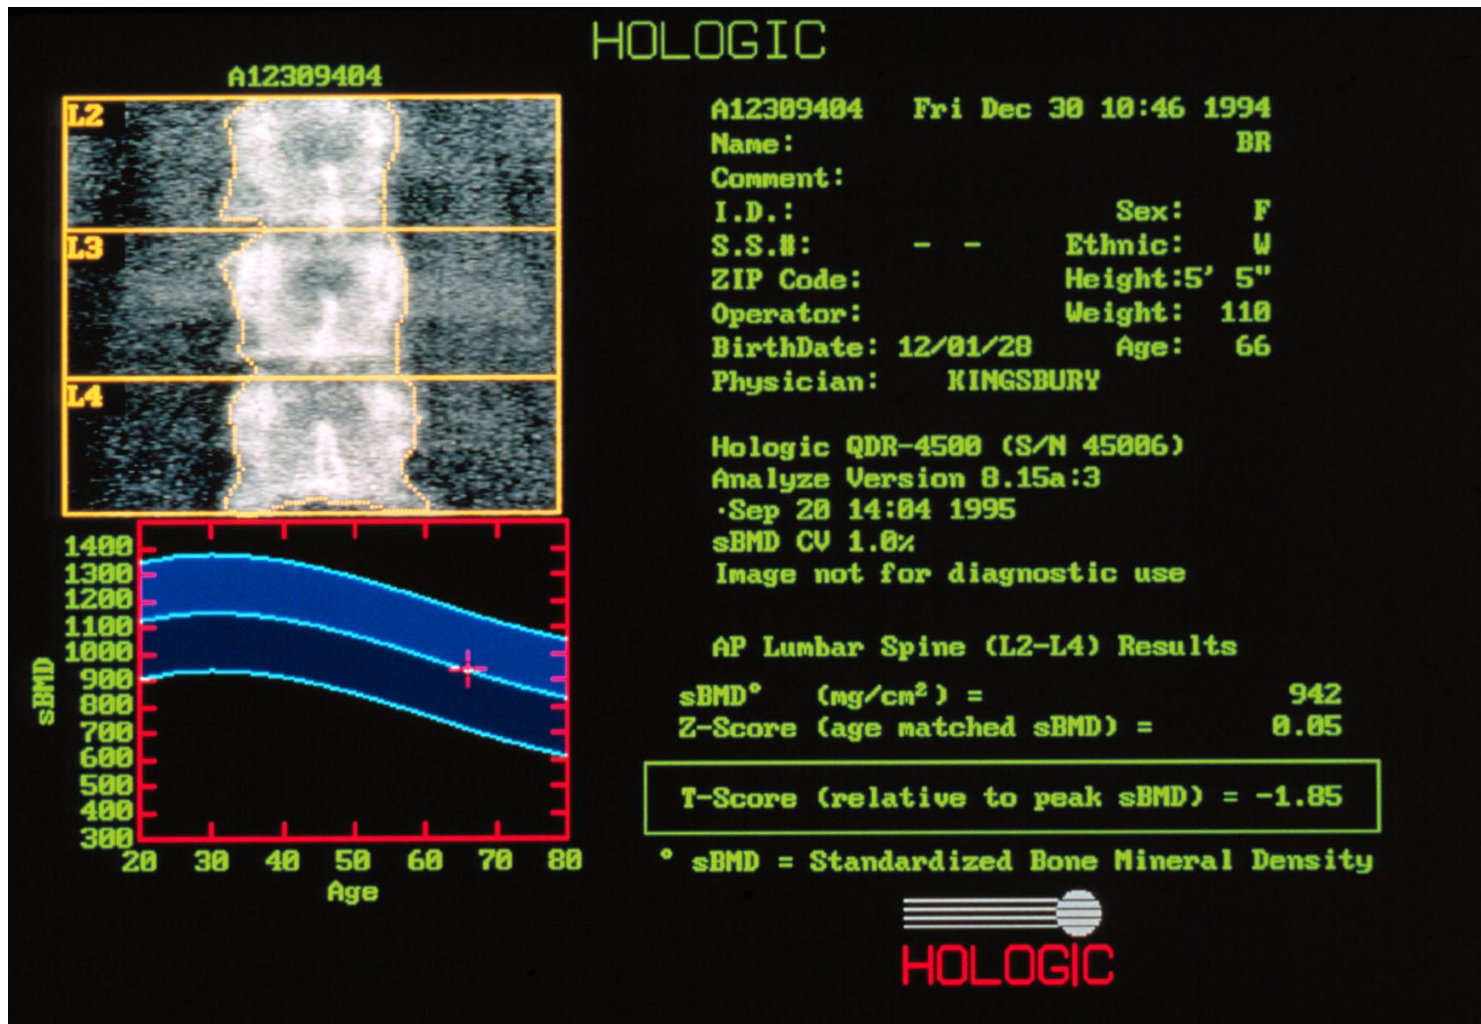 HOLOGIC
A12309404
L2
L3
L4
1400
1300
1200
1100
1000
900
800
700
600
500
400
300
sBMD
20 30 40 50 60 70 80
Age
A12309404 Fri Dec 30 10:46 1994
Name: BR
Comment:
I.D.: Sex: F
S.S.#: - - Ethnic: W
ZIP Code: Height:5' 5"
Operator: Weight: 110
BirthDate: 12/01/28 Age: 66
Physician: KINGSBURY
Hologic QDR-4500 (S/N 45006)
Analyze Version 8.15a:3
·Sep 20 14:04 1995
sBMD CV 1.0%
Image not for diagnostic use
AP Lumbar Spine (L2-L4) Results
sBMD° (mg/cm²) = 942
Z-Score (age matched sBMD) = 0.05
T-Score (relative to peak sBMD) = -1.85
° sBMD = Standardized Bone Mineral Density
HOLOGIC